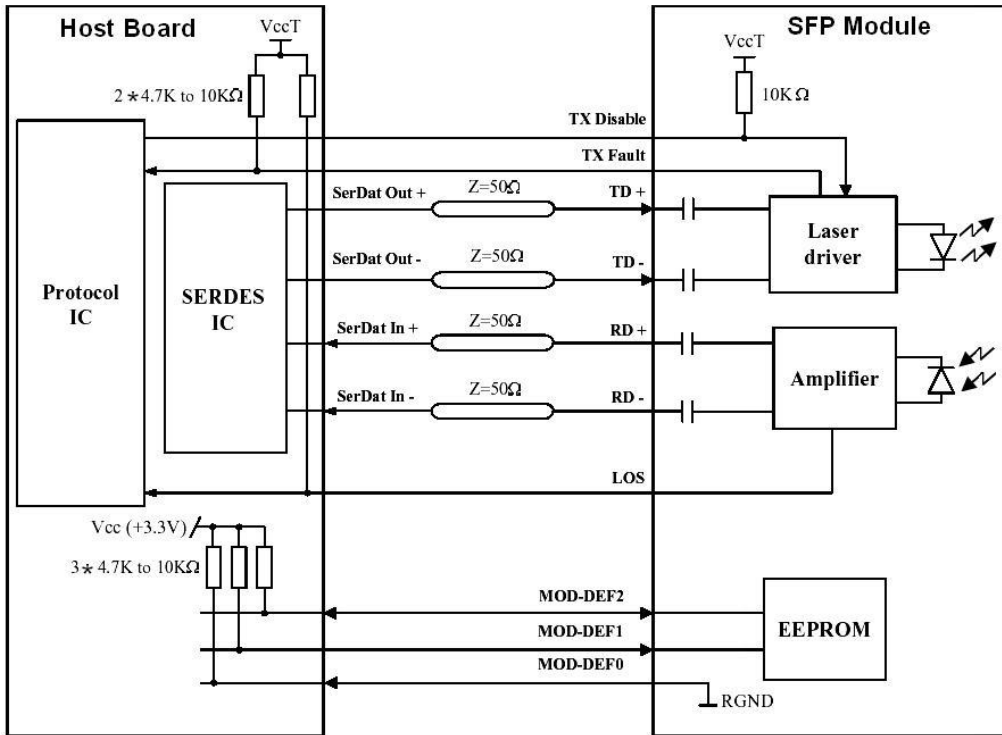 Host Board
SFP Module
VccT
VccT
2*4.7K to 10KΩ
10KΩ
TX Disable
TX Fault
SerDat Out +
Z=50Ω
TD +
SerDat Out -
Z=50Ω
TD -
Laser
driver
Protocol
IC
SERDES
IC
SerDat In +
Z=50Ω
RD +
SerDat In -
Z=50Ω
RD -
Amplifier
LOS
Vcc (+3.3V)
3*4.7K to 10KΩ
MOD-DEF2
MOD-DEF1
MOD-DEF0
EEPROM
RGND